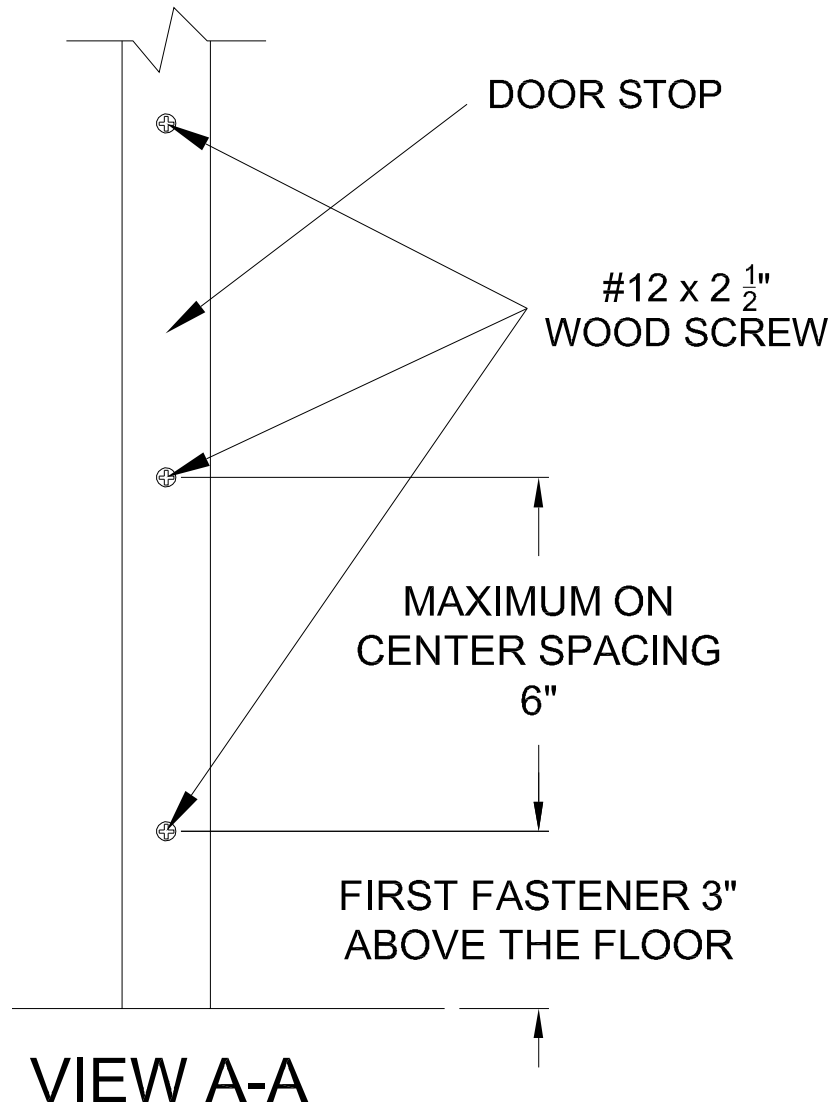 DOOR STOP
#12 x 2 1/2"
WOOD SCREW
MAXIMUM ON
CENTER SPACING
6"
FIRST FASTENER 3"
ABOVE THE FLOOR
VIEW A-A